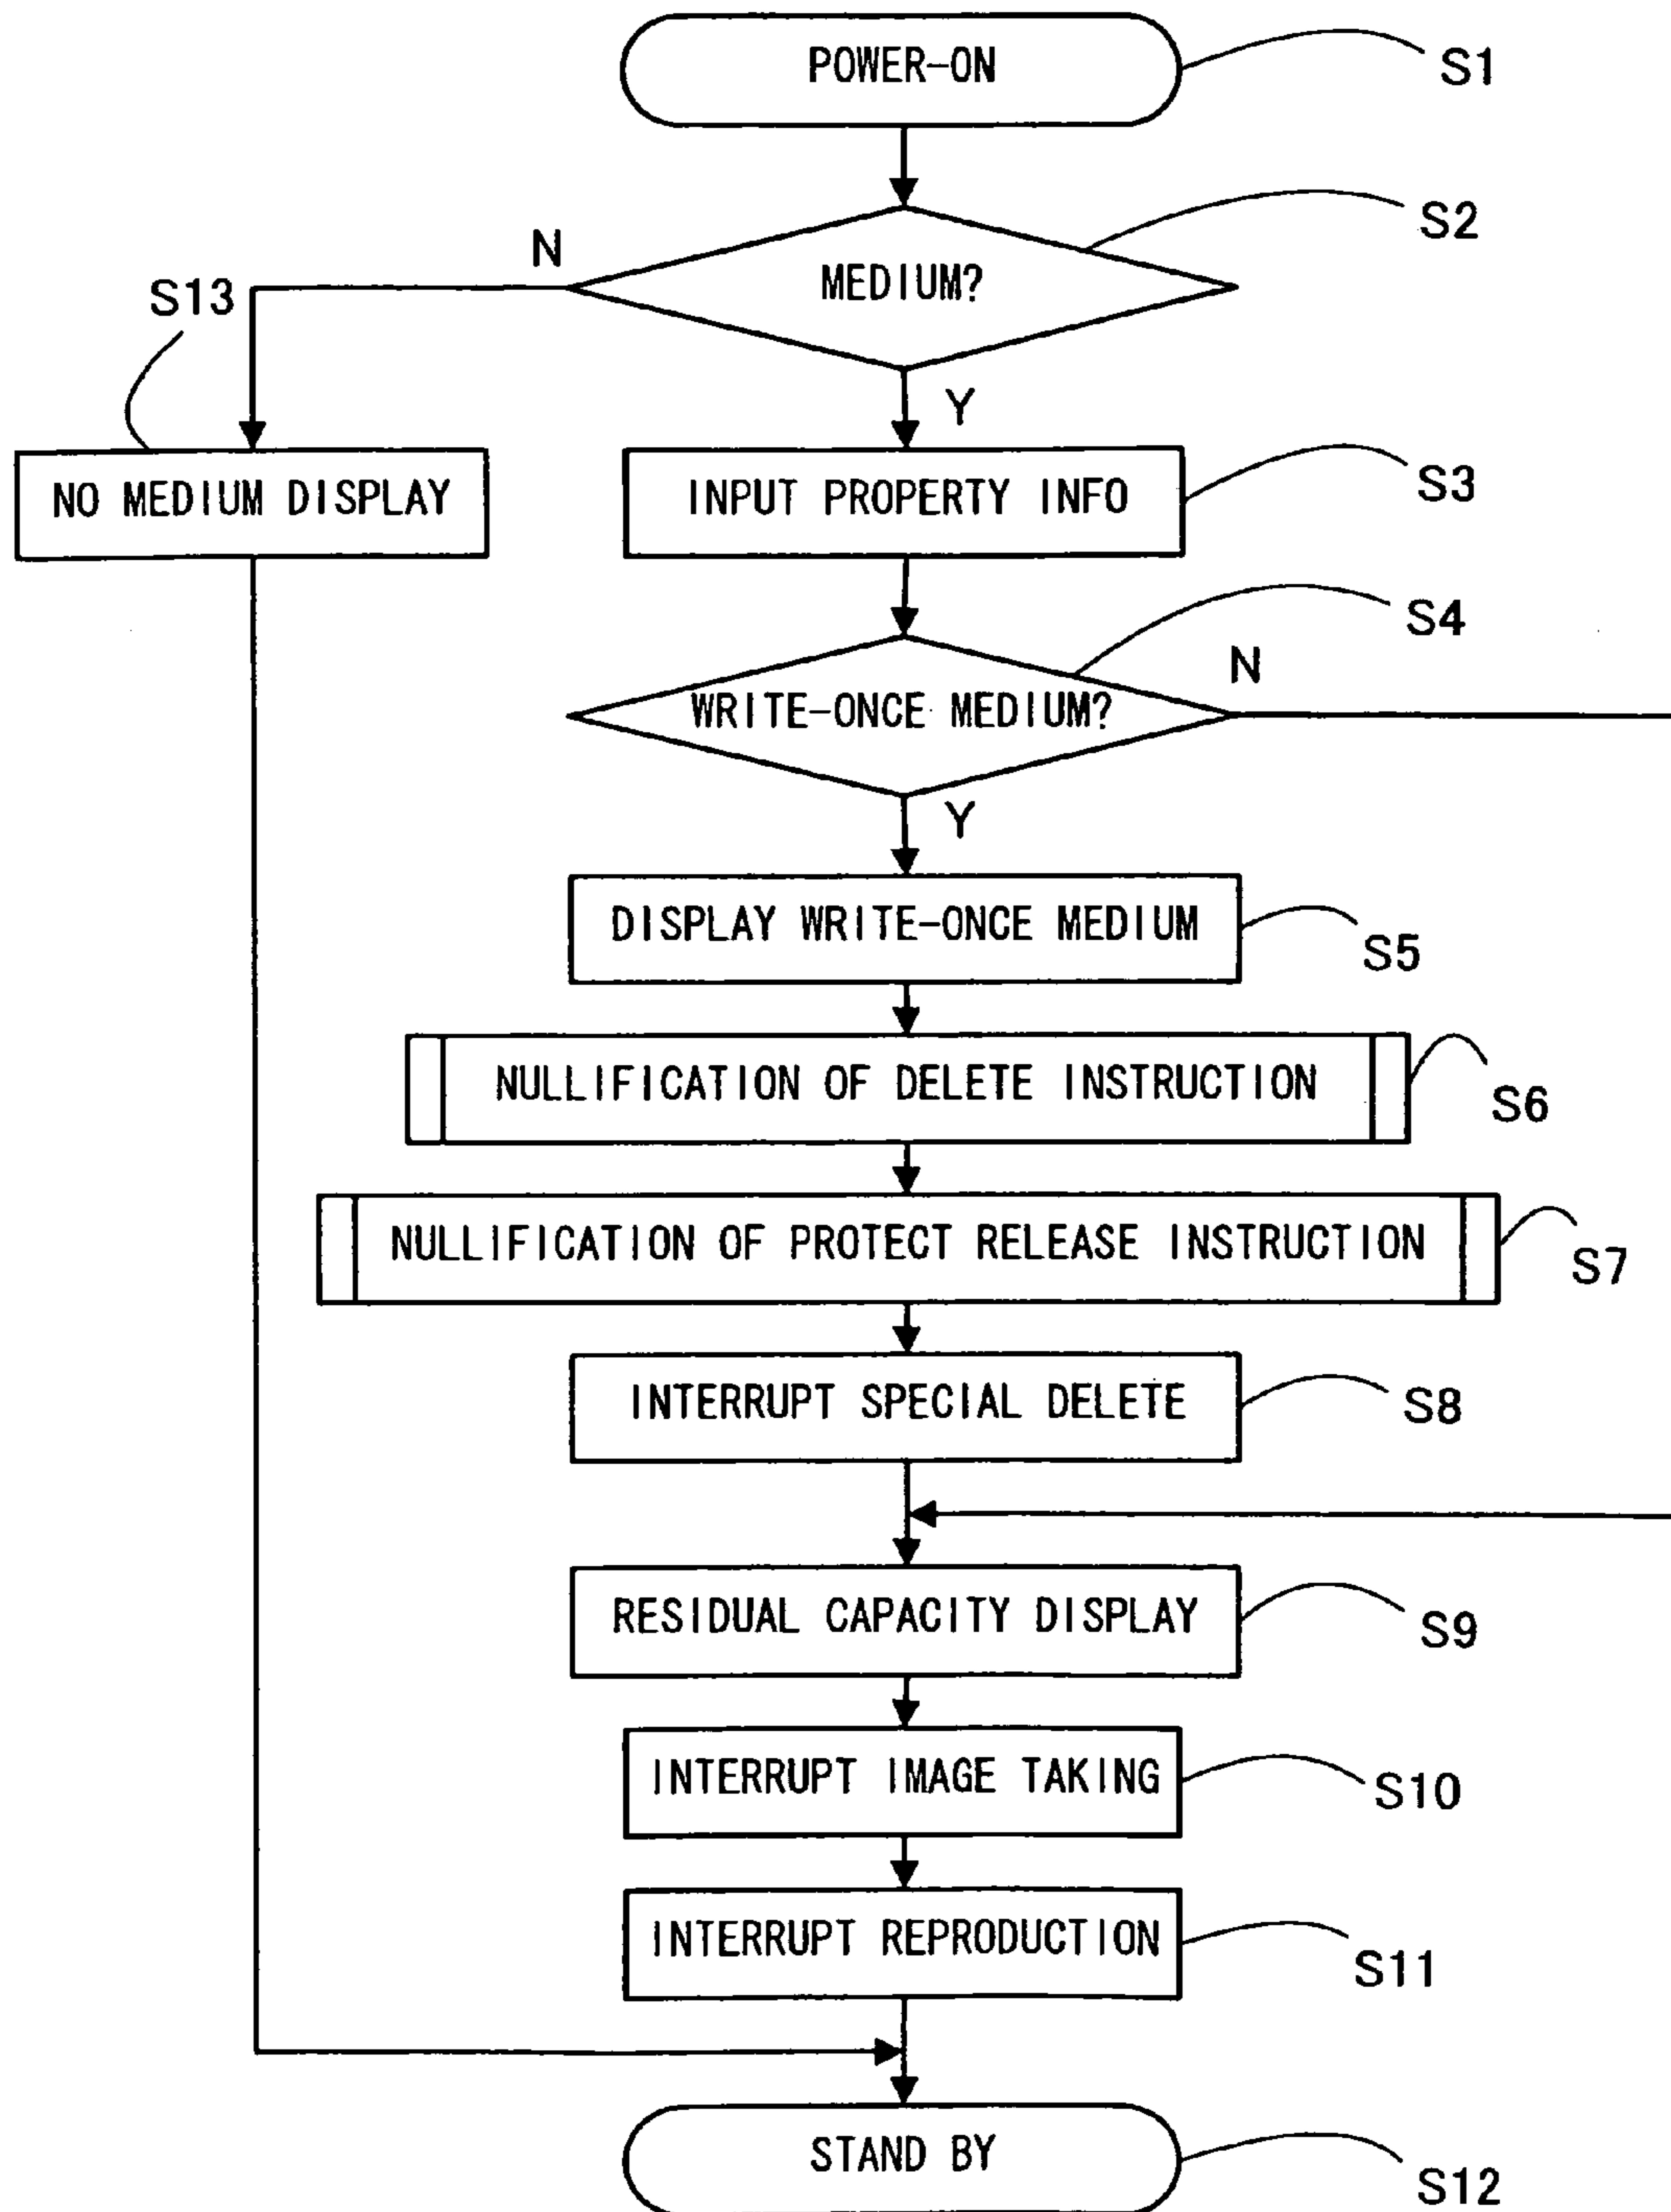 POWER-ON
S1
S2
N
MEDIUM?
S13
Y
NO MEDIUM DISPLAY
INPUT PROPERTY INFO
S3
S4
N
WRITE-ONCE MEDIUM?
Y
DISPLAY WRITE-ONCE MEDIUM
S5
NULLIFICATION OF DELETE INSTRUCTION
S6
NULLIFICATION OF PROTECT RELEASE INSTRUCTION
S7
INTERRUPT SPECIAL DELETE
S8
RESIDUAL CAPACITY DISPLAY
S9
INTERRUPT IMAGE TAKING
S10
INTERRUPT REPRODUCTION
S11
STAND BY
S12